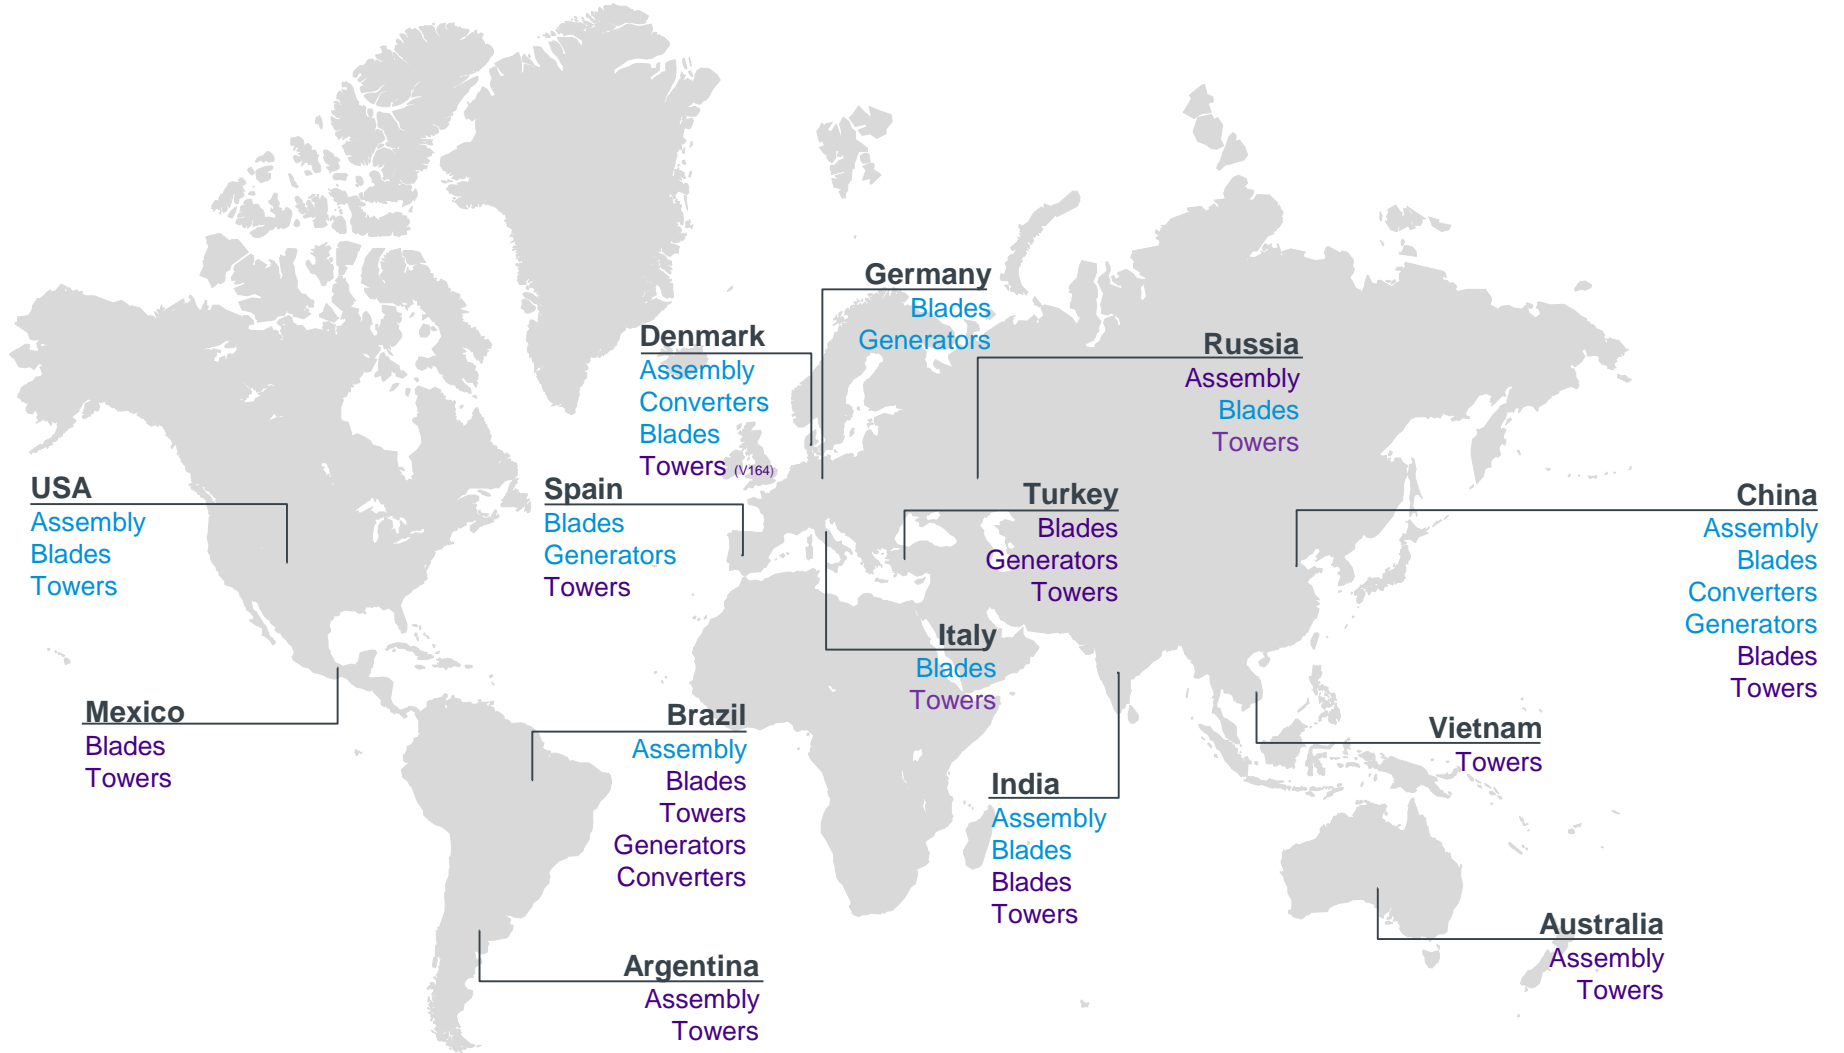 Germany
Blades
Generators
Denmark
Assembly
Converters
Blades
Towers (V164)
Russia
Assembly
Blades
Towers
USA
Assembly
Blades
Towers
Spain
Blades
Generators
Towers
Turkey
Blades
Generators
Towers
China
Assembly
Blades
Converters
Generators
Blades
Towers
Italy
Blades
Towers
Mexico
Blades
Towers
Brazil
Assembly
Blades
Towers
Generators
Converters
India
Assembly
Blades
Blades
Towers
Vietnam
Towers
Argentina
Assembly
Towers
Australia
Assembly
Towers